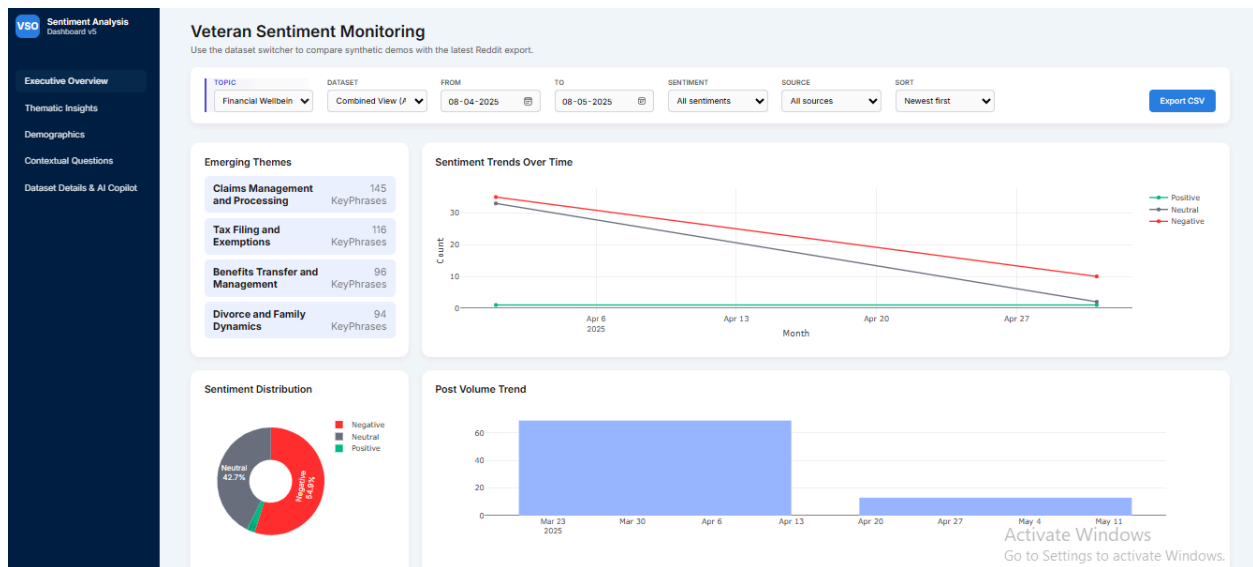 VSO
Sentiment Analysis
Dashboard v5
Executive Overview
Thematic Insights
Demographics
Contextual Questions
Dataset Details & AI Copilot
Veteran Sentiment Monitoring
Use the dataset switcher to compare synthetic demos with the latest Reddit export.
TOPIC
Financial Wellbein
DATASET
Combined View (A
FROM
08-04-2025
TO
08-05-2025
SENTIMENT
All sentiments
SOURCE
All sources
SORT
Newest first
Export CSV
Emerging Themes
Claims Management
and Processing
145
KeyPhrases
Tax Filing and
Exemptions
116
KeyPhrases
Benefits Transfer and
Management
96
KeyPhrases
Divorce and Family
Dynamics
94
KeyPhrases
Sentiment Trends Over Time
Count
30
20
10
0
Apr 6
2025
Apr 13
Apr 20
Apr 27
Month
Positive
Neutral
Negative
Sentiment Distribution
Negative
Neutral
Positive
Neutral
42.7%
Negative
54.9%
Post Volume Trend
60
40
20
0
Mar 23
2025
Mar 30
Apr 6
Apr 13
Apr 20
Apr 27
May 4
May 11
Activate Windows
Go to Settings to activate Windows.